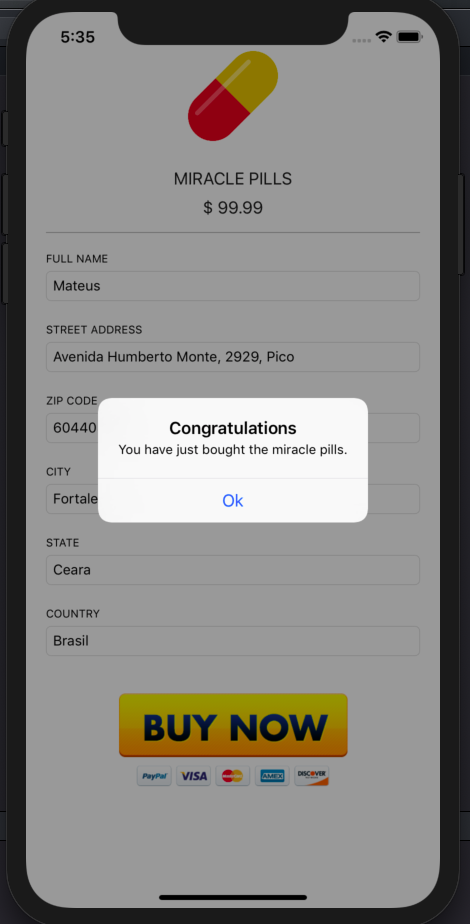 5:35
MIRACLE PILLS
$ 99.99
FULL NAME
Mateus
STREET ADDRESS
Avenida Humberto Monte, 2929, Pico
ZIP CODE
60440
Congratulations
You have just bought the miracle pills.
Ok
CITY
Fortale
STATE
Ceara
COUNTRY
Brasil
BUY NOW
PayPal VISA AMEX DISCOVER